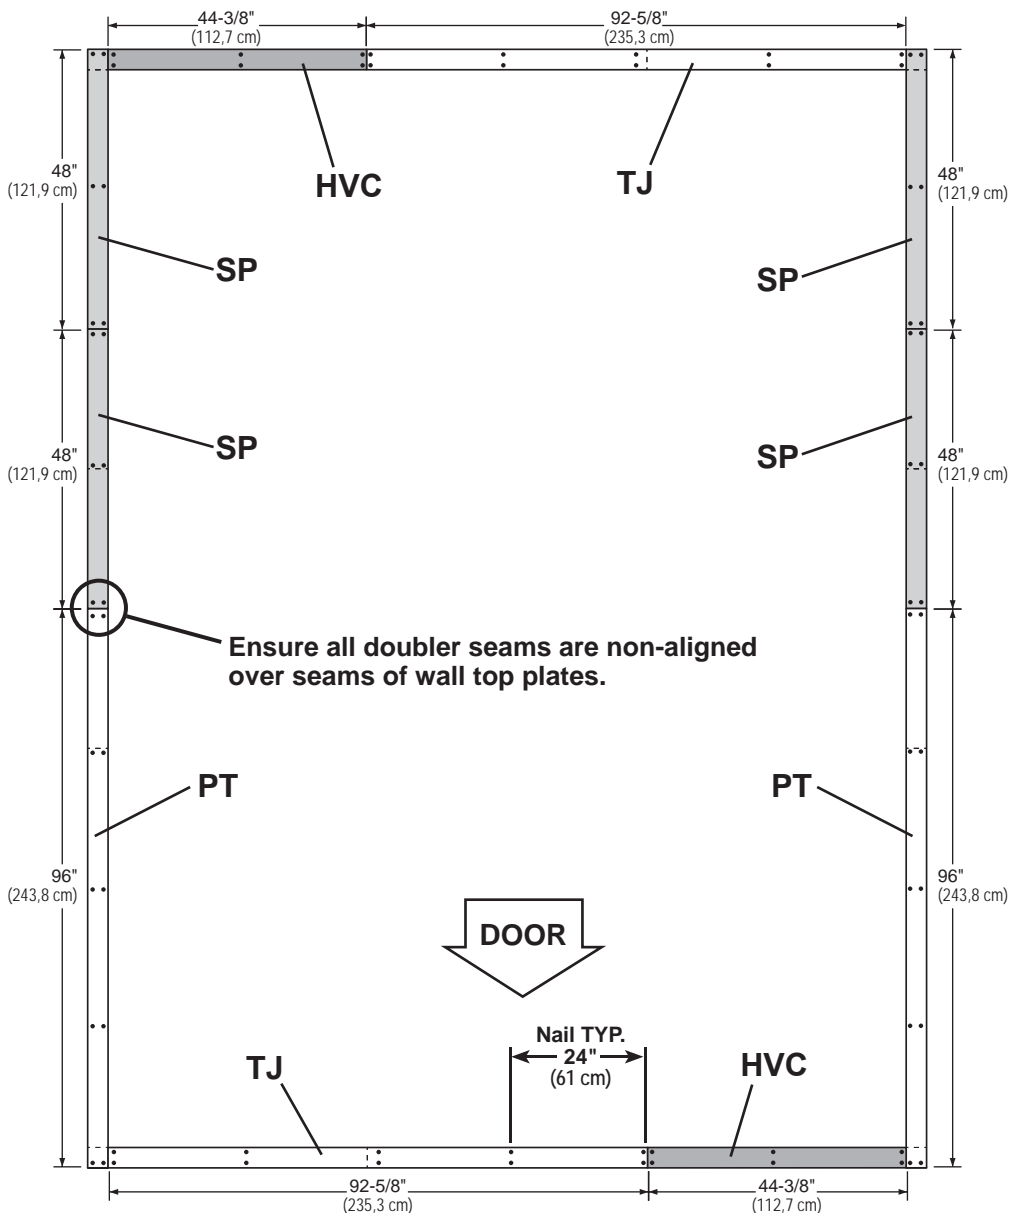 44-3/8"
(112,7 cm)
92-5/8"
(235,3 cm)
48"
(121,9 cm)
HVC
TJ
48"
(121,9 cm)
SP
SP
48"
(121,9 cm)
SP
SP
48"
(121,9 cm)
Ensure all doubler seams are non-aligned
over seams of wall top plates.
PT
PT
96"
(243,8 cm)
96"
(243,8 cm)
DOOR
Nail TYP.
24"
(61 cm)
TJ
HVC
92-5/8"
(235,3 cm)
44-3/8"
(112,7 cm)